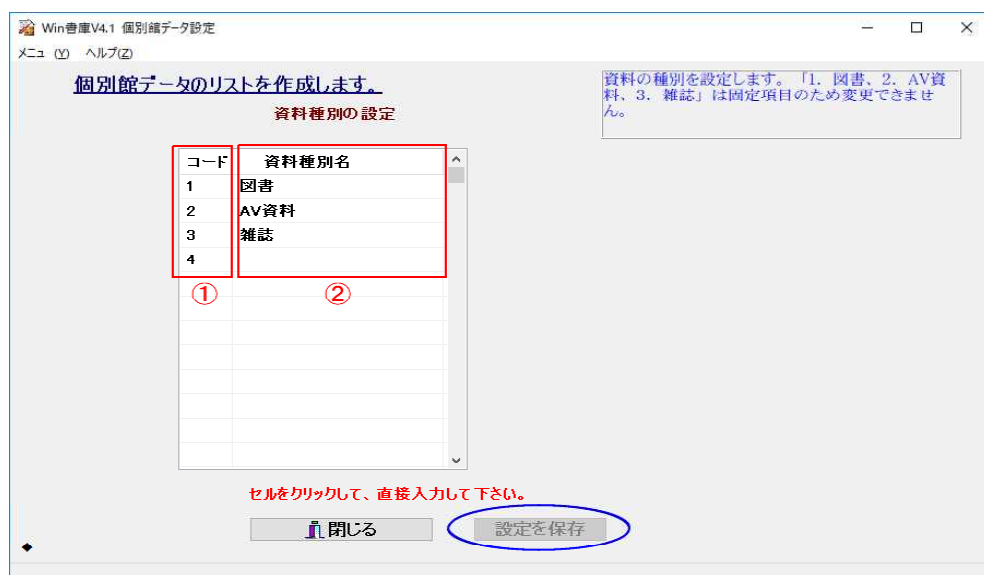 Win書庫V4.1 個別館データ設定
メニュ (Y) ヘルプ(Z)
個別館データのリストを作成します。
資料種別の設定
資料の種別を設定します。「1. 図書、2. AV資
料、3. 雑誌」は固定項目のため変更できませ
ん。
コード 資料種別名
1 図書
2 AV資料
3 雑誌
4
① ②
セルをクリックして、直接入力して下さい。
閉じる 設定を保存